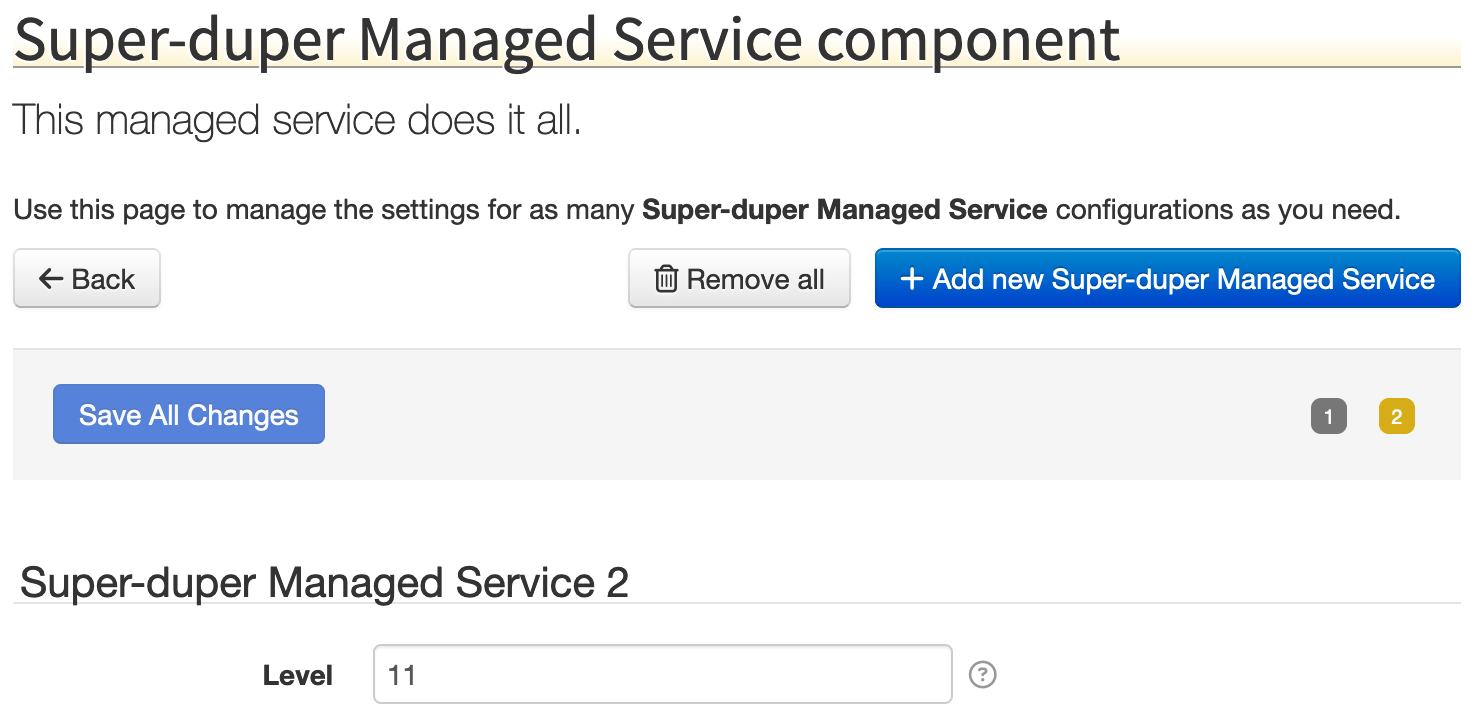 Super-duper Managed Service component
This managed service does it all.
Use this page to manage the settings for as many Super-duper Managed Service configurations as you need.
Back Remove all + Add new Super-duper Managed Service
Save All Changes 1 2
Super-duper Managed Service 2
Level 11 ?